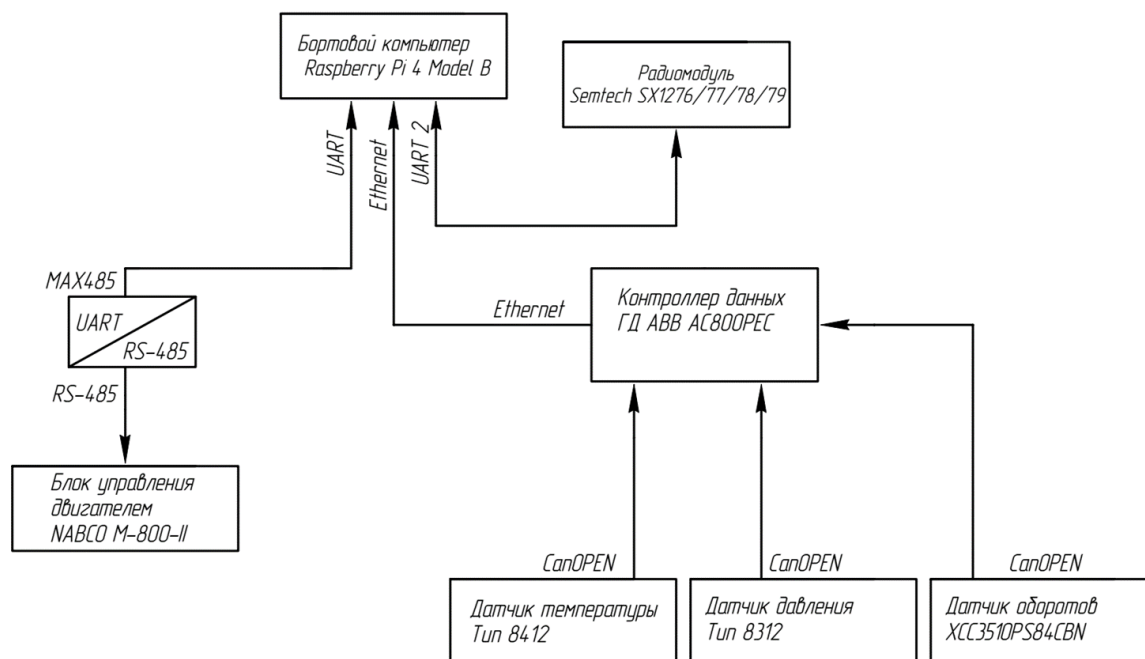 Бортовой компьютер
Raspberry Pi 4 Model B
Радиомодуль
Semtech SX1276/77/78/79
UART
Ethernet
UART 2
MAX485
UART
RS-485
RS-485
Ethernet
Контроллер данных
ГД ABB AC800PEC
Блок управления
двигателем
NABCO M-800-II
CanOPEN
CanOPEN
CanOPEN
Датчик температуры
Тип 8412
Датчик давления
Тип 8312
Датчик оборотов
XCC3510PS84CBN